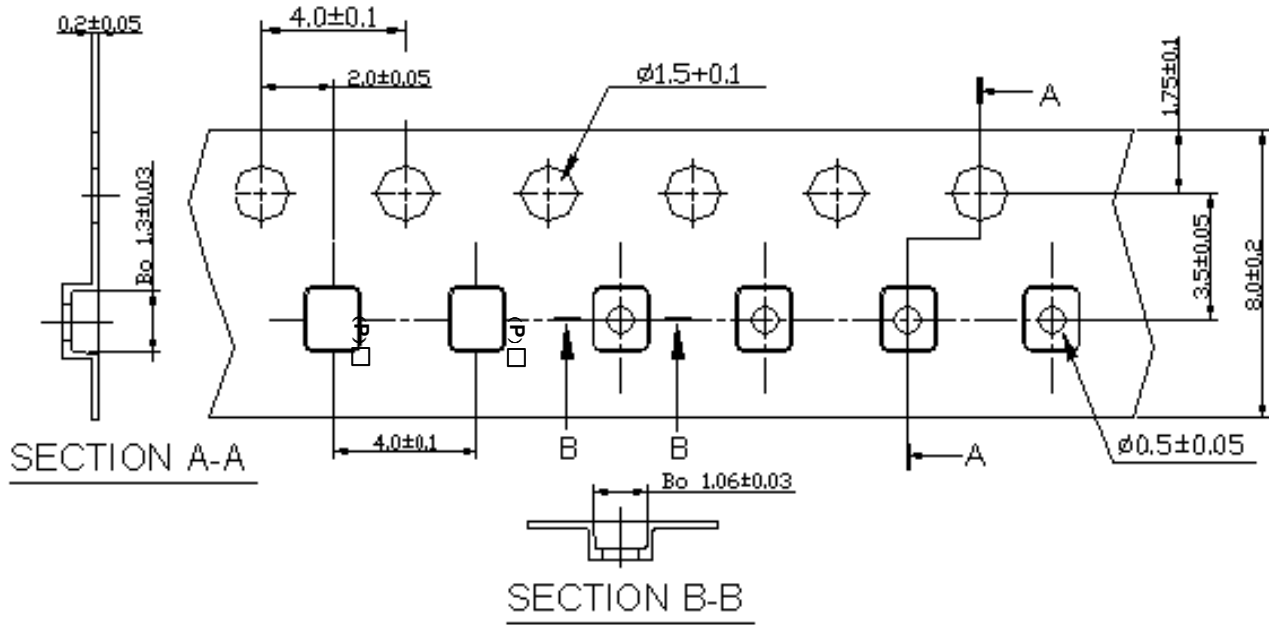 0.2±0.05
4.0±0.1
2.0±0.05
ø1.5+0.1
A
1.75±0.1
Bo 1.3±0.03
3.5±0.05
8.0±0.2
(P)□
(P)□
SECTION A-A
4.0±0.1
B
B
A
ø0.5±0.05
Bo 1.06±0.03
SECTION B-B